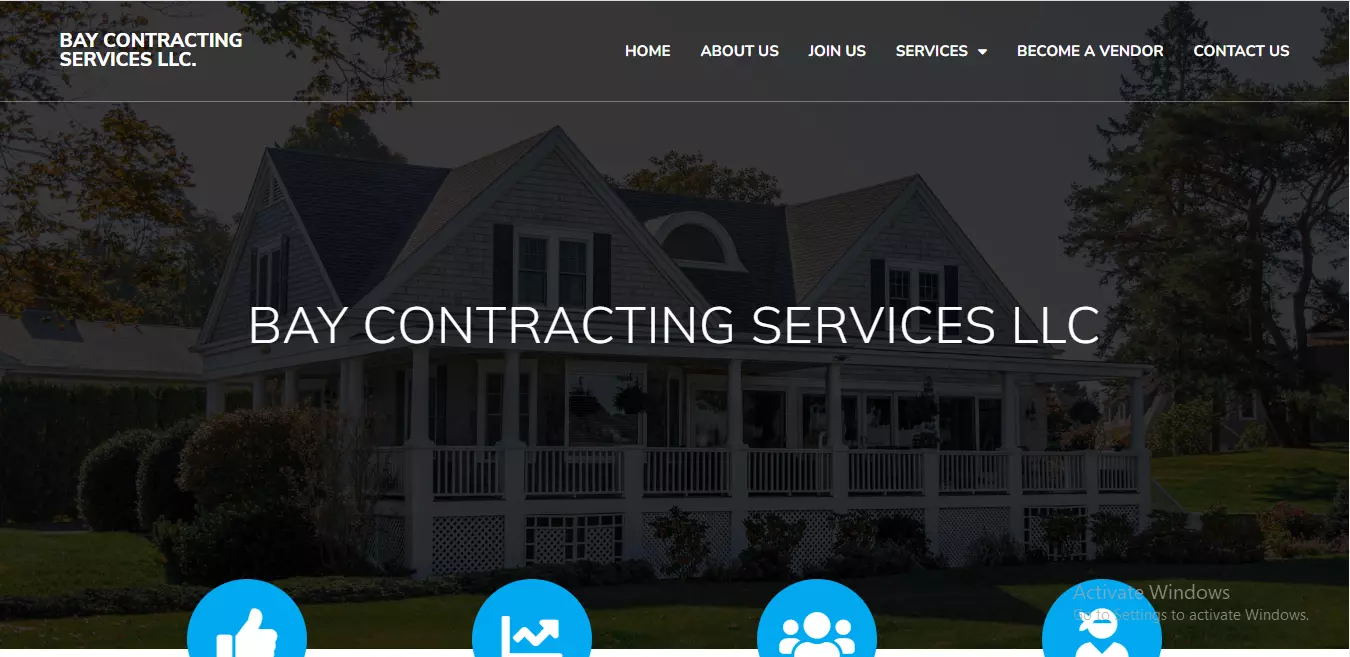 BAY CONTRACTING
SERVICES LLC.
HOME
ABOUT US
JOIN US
SERVICES
BECOME A VENDOR
CONTACT US
BAY CONTRACTING SERVICES LLC
Activate Windows
Go to Settings to activate Windows.